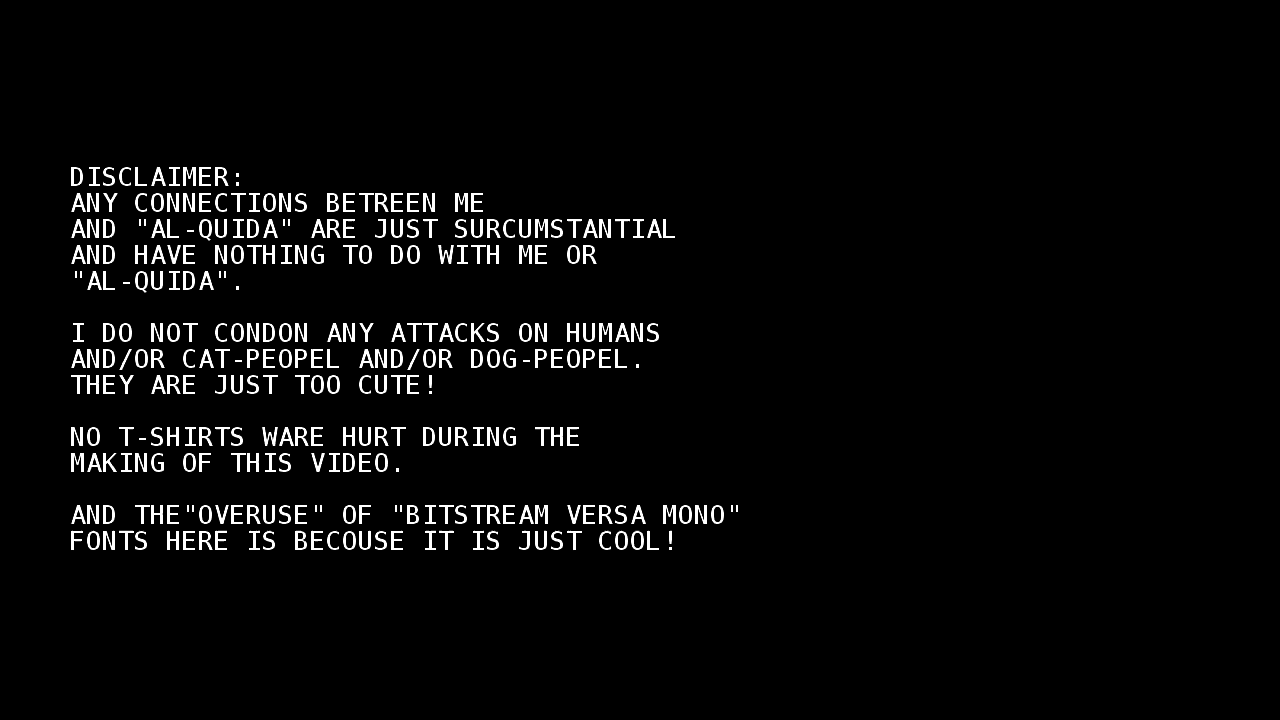 DISCLAIMER:
ANY CONNECTIONS BETREEN ME
AND "AL-QUIDA" ARE JUST SURCUMSTANTIAL
AND HAVE NOTHING TO DO WITH ME OR
"AL-QUIDA".
I DO NOT CONDON ANY ATTACKS ON HUMANS
AND/OR CAT-PEOPEL AND/OR DOG-PEOPEL.
THEY ARE JUST TOO CUTE!
NO T-SHIRTS WARE HURT DURING THE
MAKING OF THIS VIDEO.
AND THE"OVERUSE" OF "BITSTREAM VERSA MONO"
FONTS HERE IS BECOUSE IT IS JUST COOL!